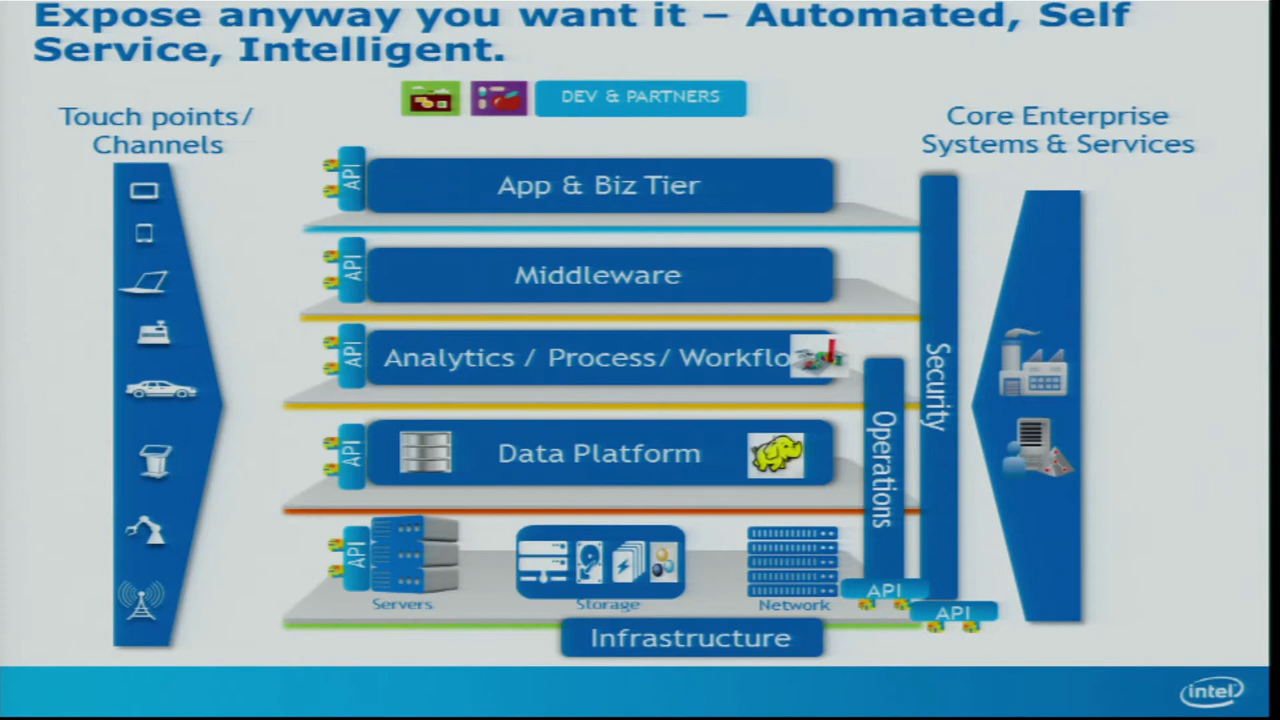 Expose anyway you want it – Automated, Self
Service, Intelligent.
DEV & PARTNERS
Touch points/
Channels
Core Enterprise
Systems & Services
API
App & Biz Tier
API
Middleware
API
Analytics / Process/ Workflo
API
Data Platform
API
Servers
Storage
Network
Infrastructure
Operations
API
Security
API
intel